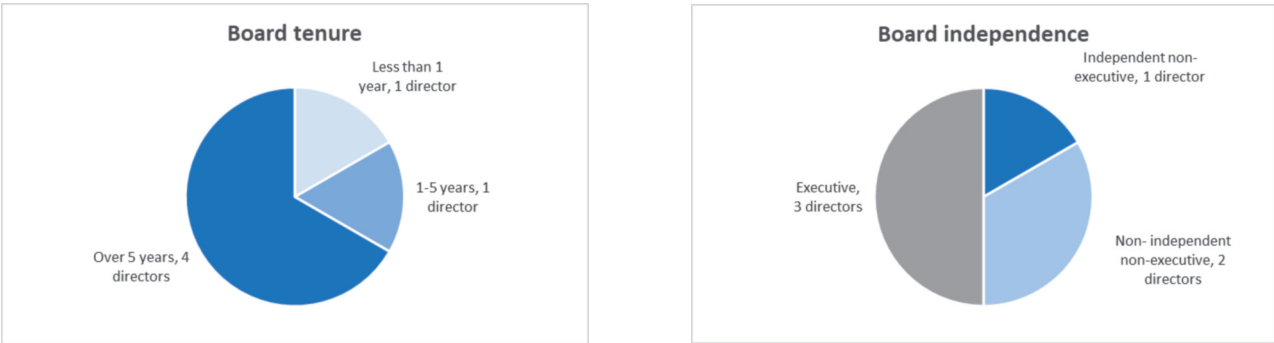 Board tenure
Less than 1
year, 1 director
1-5 years, 1
director
Over 5 years, 4
directors
Board independence
Independent non-
executive, 1 director
Executive,
3 directors
Non- independent
non-executive, 2
directors